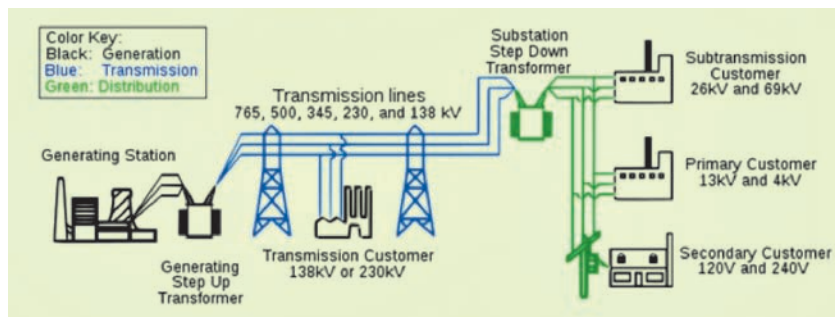 Color Key:
Black: Generation
Blue: Transmission
Green: Distribution
Substation
Step Down
Transformer
Subtransmission
Customer
26kV and 69kV
Transmission lines
765, 500, 345, 230, and 138 kV
Generating Station
Primary Customer
13kV and 4kV
Transmission Customer
138kV or 230kV
Generating
Step Up
Transformer
Secondary Customer
120V and 240V